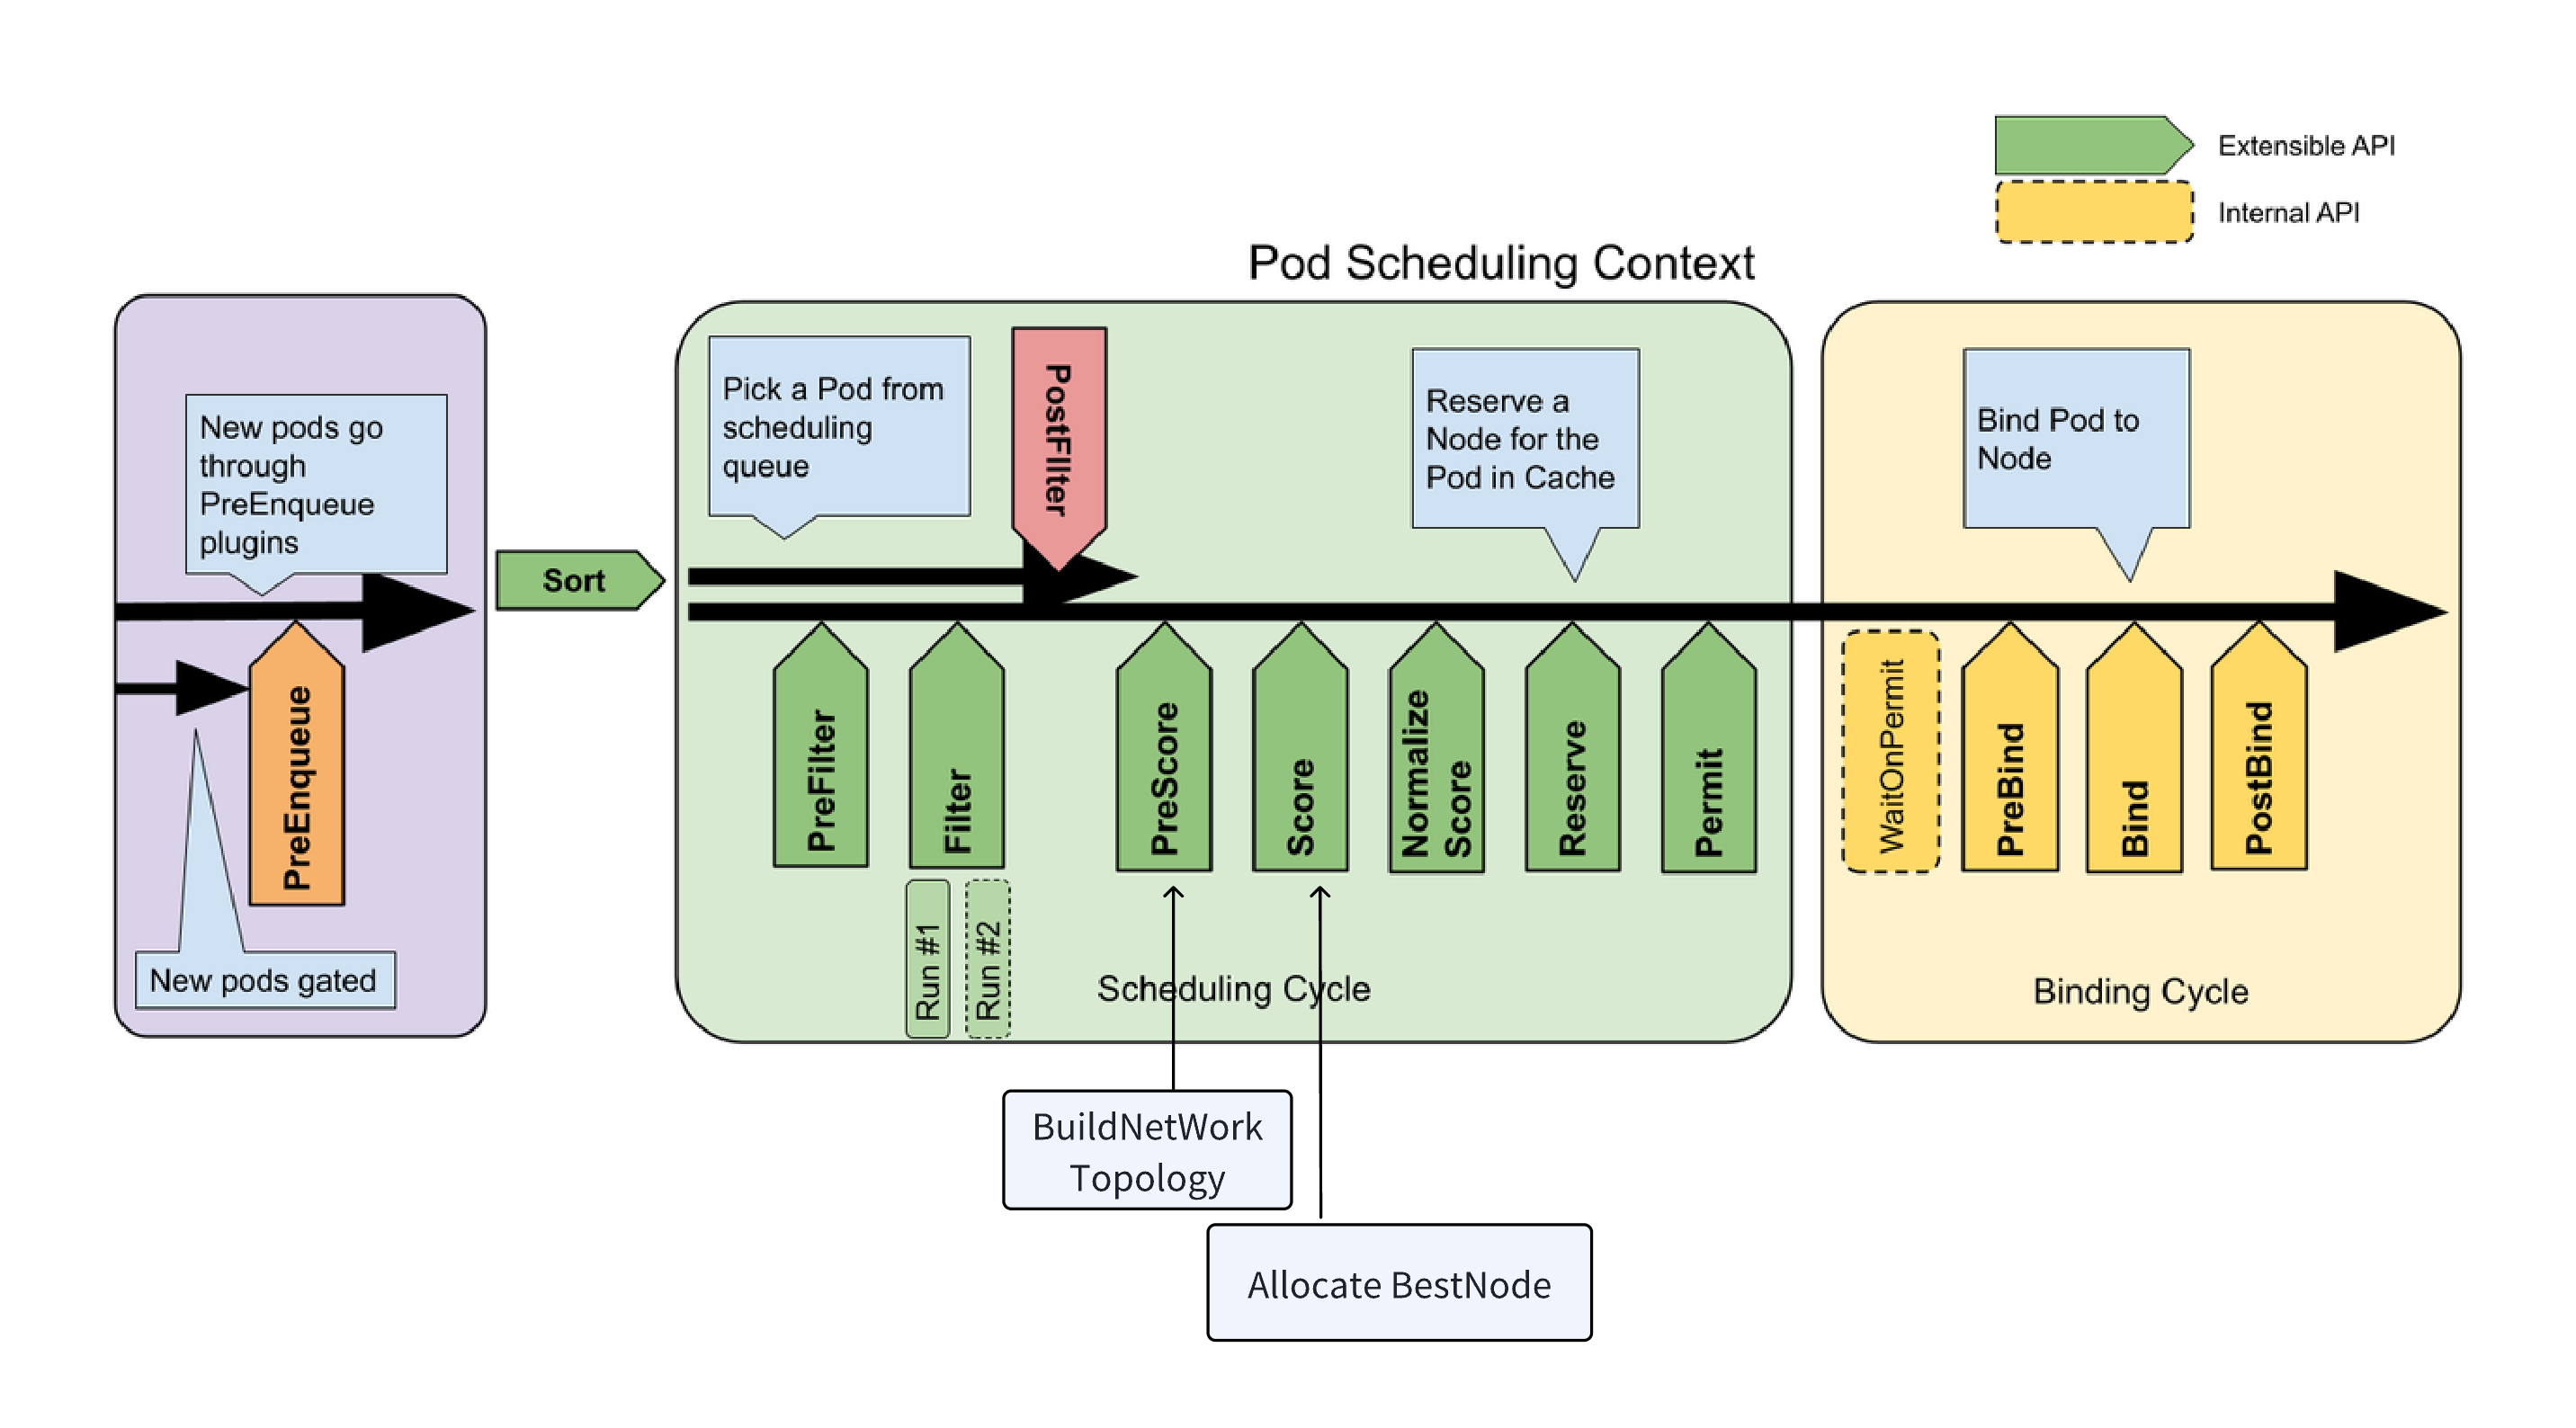 Extensible API
Internal API
Pod Scheduling Context
New pods go
through
PreEnqueue
plugins
PreEnqueue
New pods gated
Sort
Pick a Pod from
scheduling
queue
PostFilter
Reserve a
Node for the
Pod in Cache
Bind Pod to
Node
PreFilter
Filter
PreScore
Score
Normalize
Score
Reserve
Permit
WaitOnPermit
PreBind
Bind
PostBind
Run #1
Run #2
Scheduling Cycle
Binding Cycle
BuildNetWork
Topology
Allocate BestNode